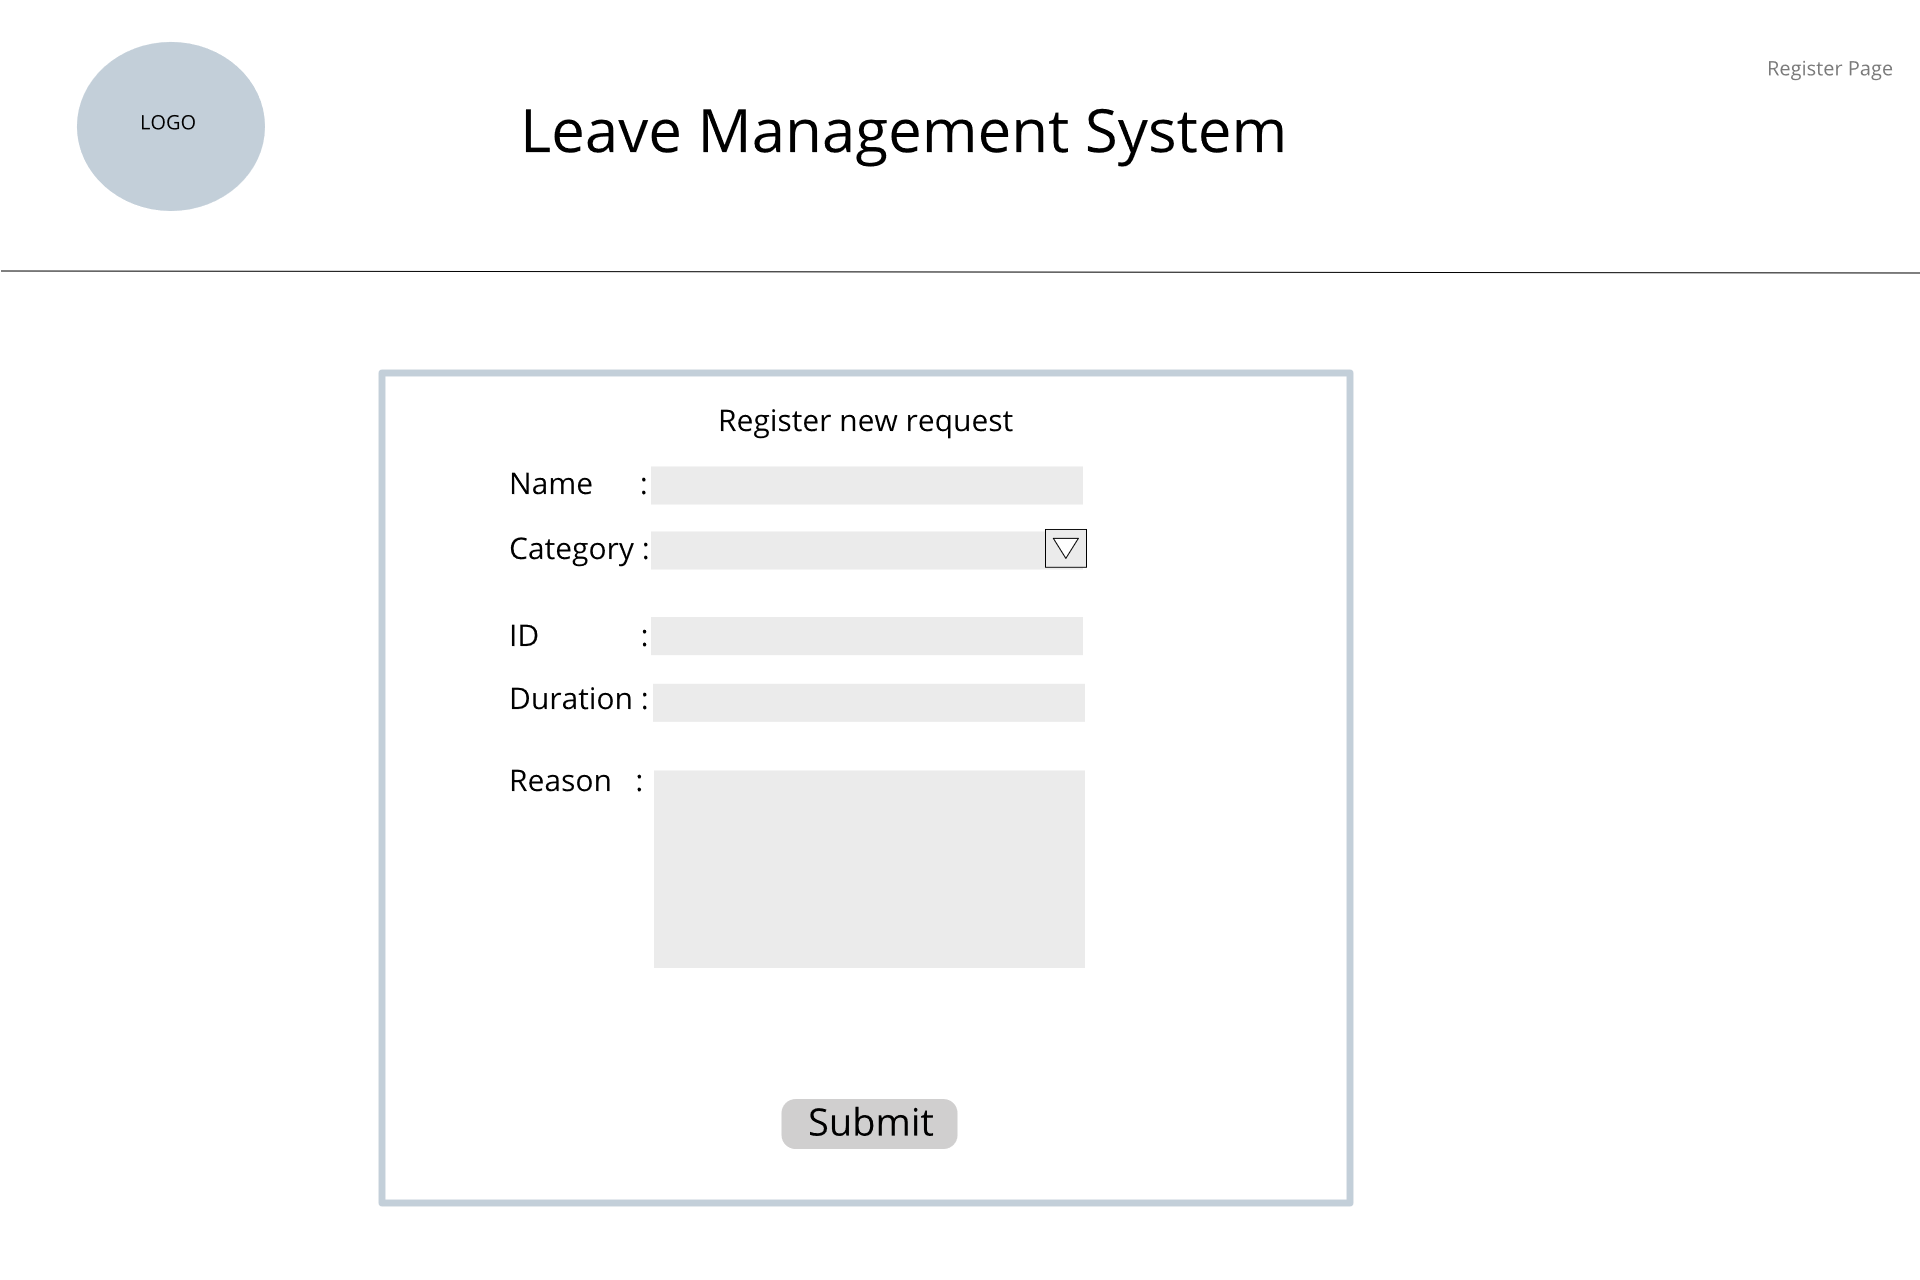 LOGO
Leave Management System
Register Page
Register new request
Name :
Category :
ID :
Duration :
Reason :
Submit